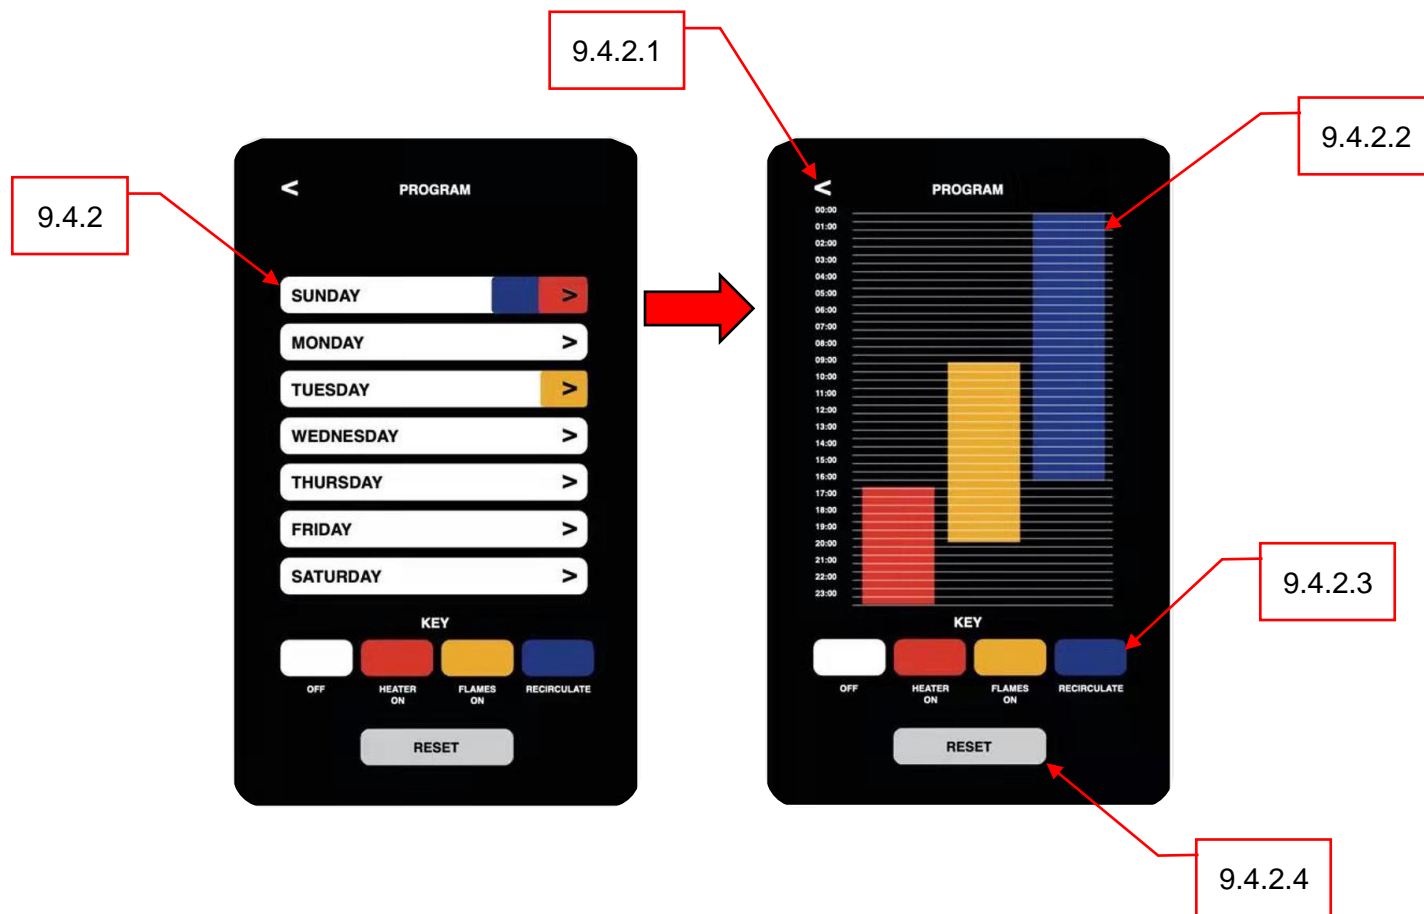 9.4.2.1
9.4.2.2
9.4.2
<
PROGRAM
SUNDAY >
MONDAY >
TUESDAY >
WEDNESDAY >
THURSDAY >
FRIDAY >
SATURDAY >
KEY
OFF
HEATER
ON
FLAMES
ON
RECIRCULATE
RESET
<
PROGRAM
00:00
01:00
02:00
03:00
04:00
05:00
06:00
07:00
08:00
09:00
10:00
11:00
12:00
13:00
14:00
15:00
16:00
17:00
18:00
19:00
20:00
21:00
22:00
23:00
KEY
OFF
HEATER
ON
FLAMES
ON
RECIRCULATE
RESET
9.4.2.3
9.4.2.4